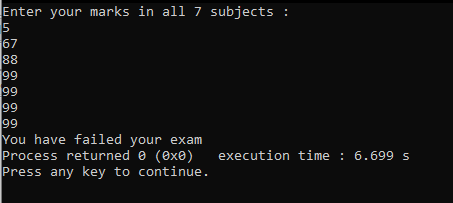 Enter your marks in all 7 subjects :
5
67
88
99
99
99
99
You have failed your exam
Process returned 0 (0x0)   execution time : 6.699 s
Press any key to continue.